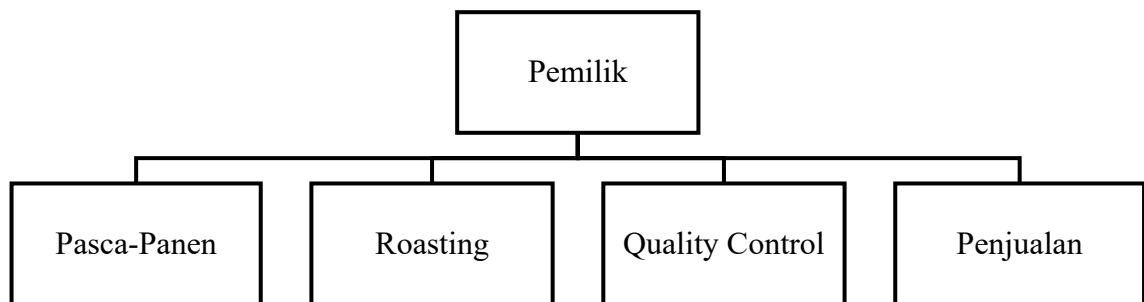 Pemilik
Pasca-Panen
Roasting
Quality Control
Penjualan